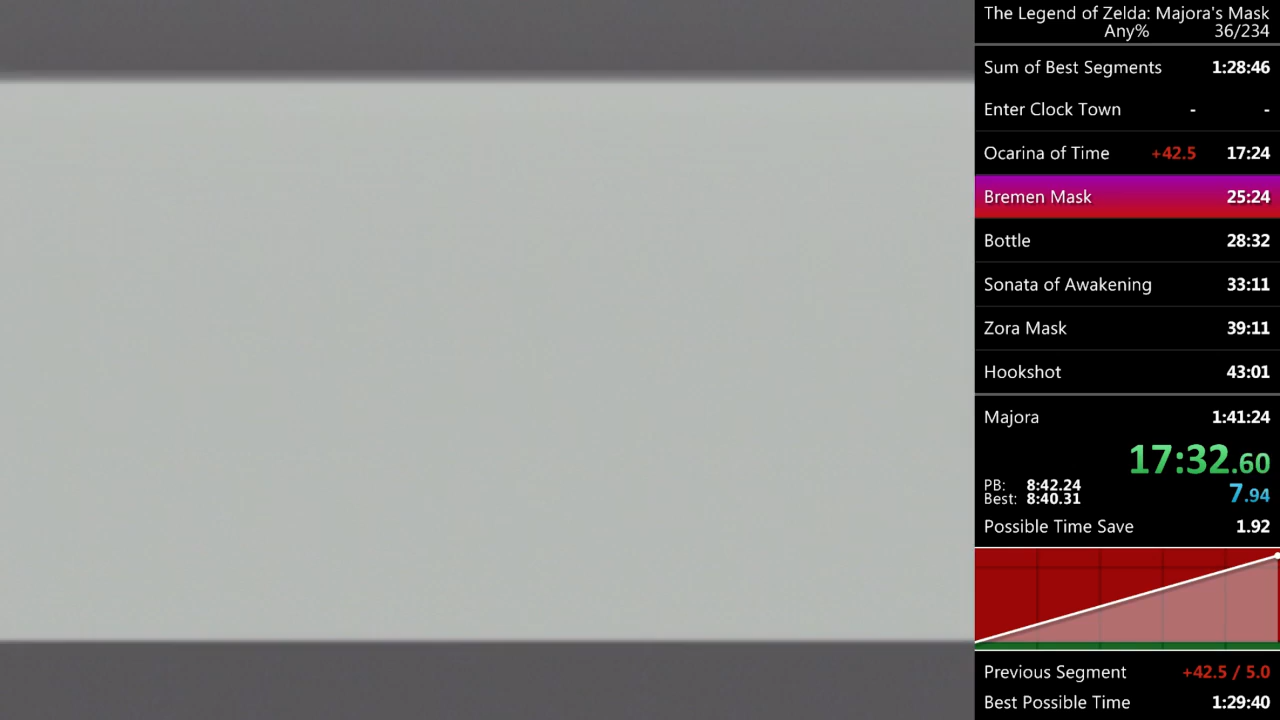 The Legend of Zelda: Majora's Mask
Any% 36/234
Sum of Best Segments 1:28:46
Enter Clock Town - -
Ocarina of Time +42.5 17:24
Bremen Mask 25:24
Bottle 28:32
Sonata of Awakening 33:11
Zora Mask 39:11
Hookshot 43:01
Majora 1:41:24
17:32.60
PB: 8:42.24
Best: 8:40.31 7.94
Possible Time Save 1.92
Previous Segment +42.5 / 5.0
Best Possible Time 1:29:40